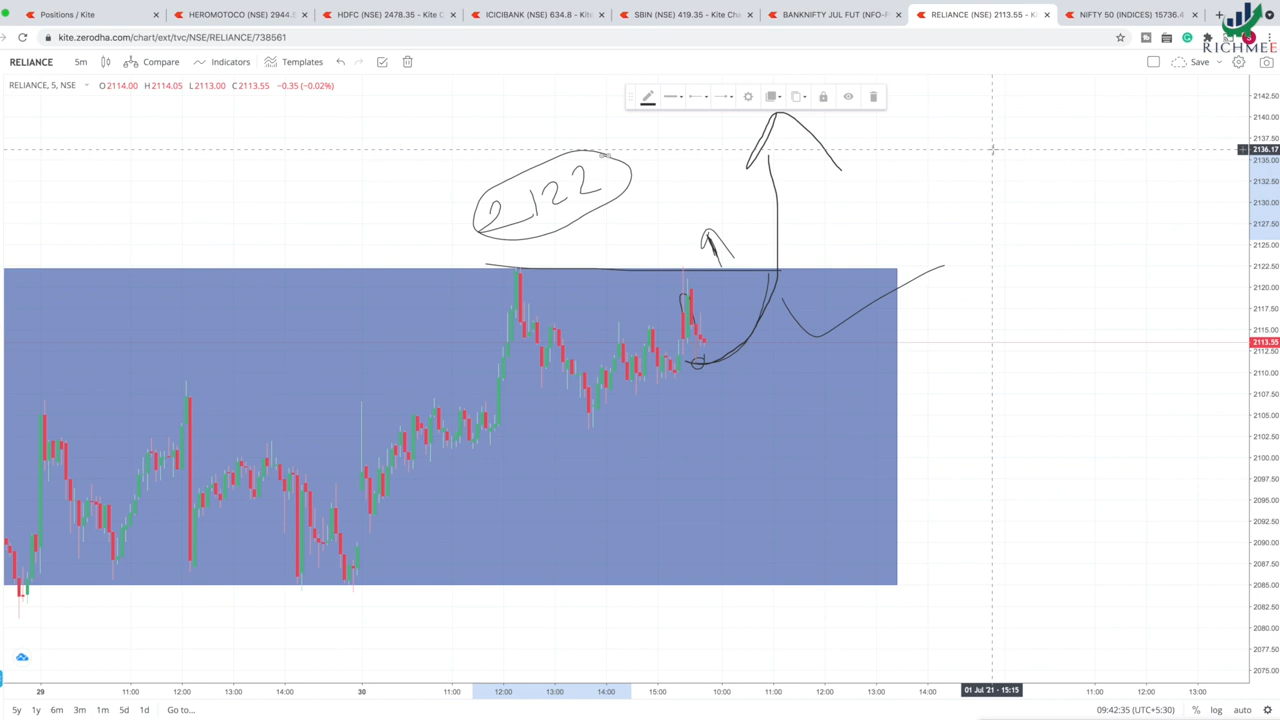 Positions / Kite
HEROMOTOCO (NSE) 2944.
HDFC (NSE) 2478.35 - Kite C
ICICIBANK (NSE) 634.8 - Kite
SBIN (NSE) 419.35 - Kite Cha
BANKNIFTY JUL FUT (NFO-F
RELIANCE (NSE) 2113.55 - K
NIFTY 50 (INDICES) 15736.4
kite.zerodha.com/chart/ext/tvc/NSE/RELIANCE/738561
RICHMEE
RELIANCE
5m
Compare
Indicators
Templates
Save
RELIANCE, 5, NSE
O2114.00 H2114.05 L2113.00 C2113.55 −0.35 (−0.02%)
2122
2142.50
2140.00
2137.50
2136.17
2135.00
2132.50
2130.00
2127.50
2125.00
2122.50
2120.00
2117.50
2115.00
2113.55
2112.50
2110.00
2107.50
2105.00
2102.50
2100.00
2097.50
2095.00
2092.50
2090.00
2087.50
2085.00
2082.50
2080.00
2077.50
2075.00
29 11:00 12:00 13:00 14:00 30 11:00 12:00 13:00 14:00 15:00 10:00 11:00 12:00 13:00 14:00 01 Jul '21 - 15:15 11:00 12:00 13:00
5y 1y 6m 3m 1m 5d 1d Go to...
09:42:35 (UTC+5:30) % log auto